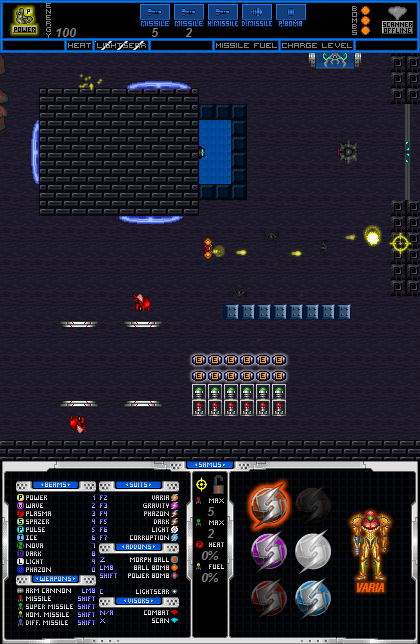 POWER
ENERGY
100
MISSILE
5
MISSILE
2
H.MISSILE
D.MISSILE
P.BOMB
BOMBS
SCANNER
OFFLINE
HEAT
LIGHTSEAR
MISSILE FUEL
CHARGE LEVEL
E E E E E E
E E E E E E
SAMUS
BEAMS
P POWER 1
WAVE 2
PLASMA 3
SPAZER 4
PULSE 5
ICE 6
NOVA 7
DARK 8
LIGHT 9
PHAZON 0
WEAPONS
ARM CANNON LMB
MISSILE SHIFT
SUPER MISSILE SHIFT
HOM. MISSILE SHIFT
DIFF. MISSILE SHIFT
SUITS
F2 VARIA
F3 GRAVITY
F4 PHAZON
F5 DARK
F6 LIGHT
F7 CORRUPTION
ADDONS
Z MORPH BALL
LMB BALL BOMB
SHIFT POWER BOMB
C LIGHTSEAR
VISORS
N/A COMBAT
X SCAN
MAX
5
MAX
2
HEAT
0%
FUEL
0%
VARIA